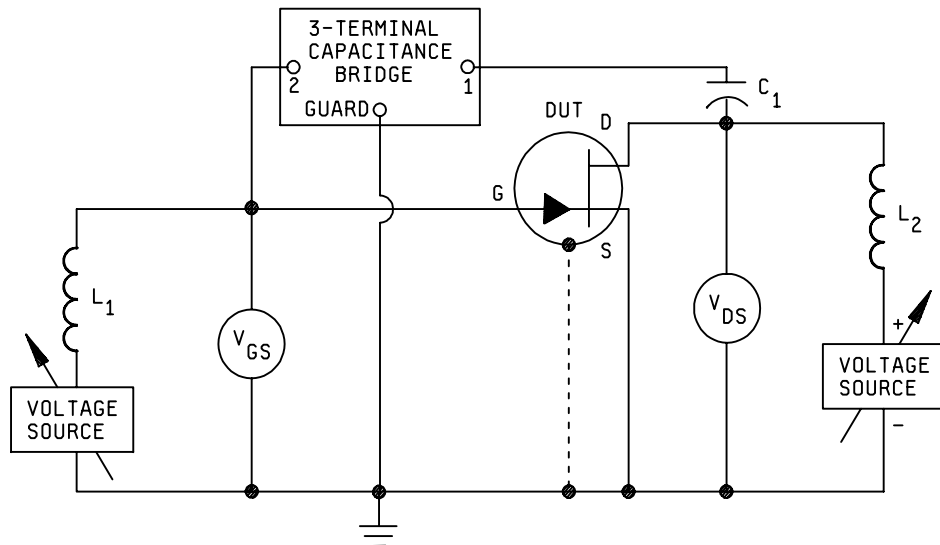 3-TERMINAL
CAPACITANCE
BRIDGE
2
1
GUARD
C1
DUT
D
G
S
L1
L2
VGS
VDS
+
VOLTAGE
SOURCE
VOLTAGE
SOURCE
-